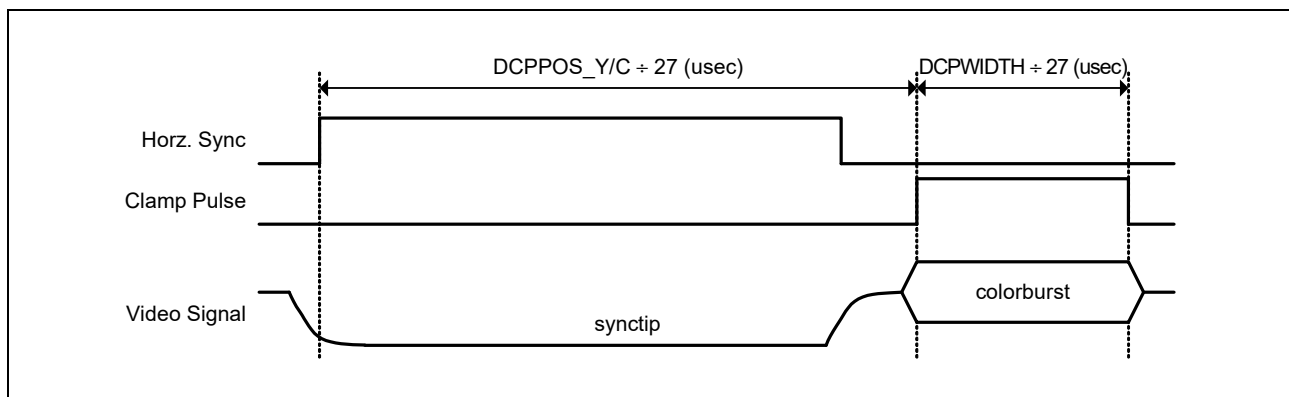 DCPPOS_Y/C ÷ 27 (usec)
DCPWIDTH ÷ 27 (usec)
Horz. Sync
Clamp Pulse
Video Signal
synctip
colorburst